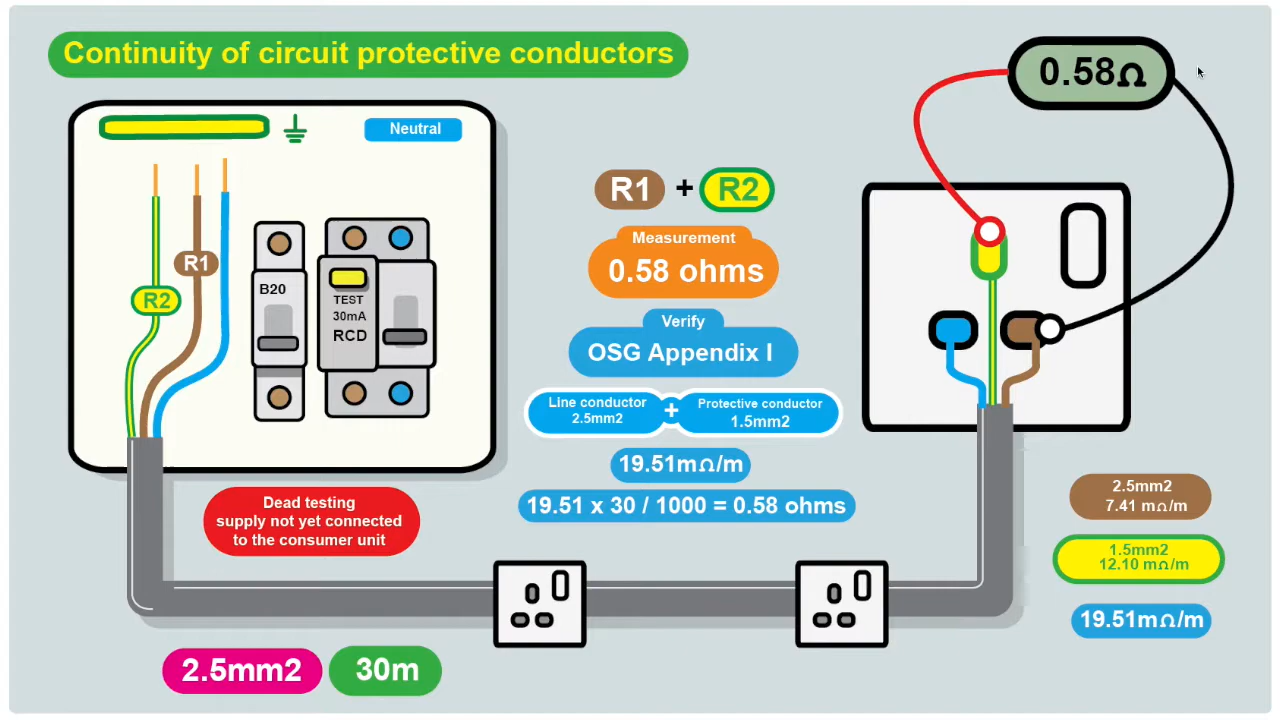 Continuity of circuit protective conductors
0.58Ω
Neutral
R1 + R2
Measurement
0.58 ohms
R1
R2
B20
TEST
30mA
RCD
Verify
OSG Appendix I
Line conductor
2.5mm2
+
Protective conductor
1.5mm2
19.51mΩ/m
19.51 x 30 / 1000 = 0.58 ohms
Dead testing
supply not yet connected
to the consumer unit
2.5mm2
7.41 mΩ/m
1.5mm2
12.10 mΩ/m
19.51mΩ/m
2.5mm2
30m